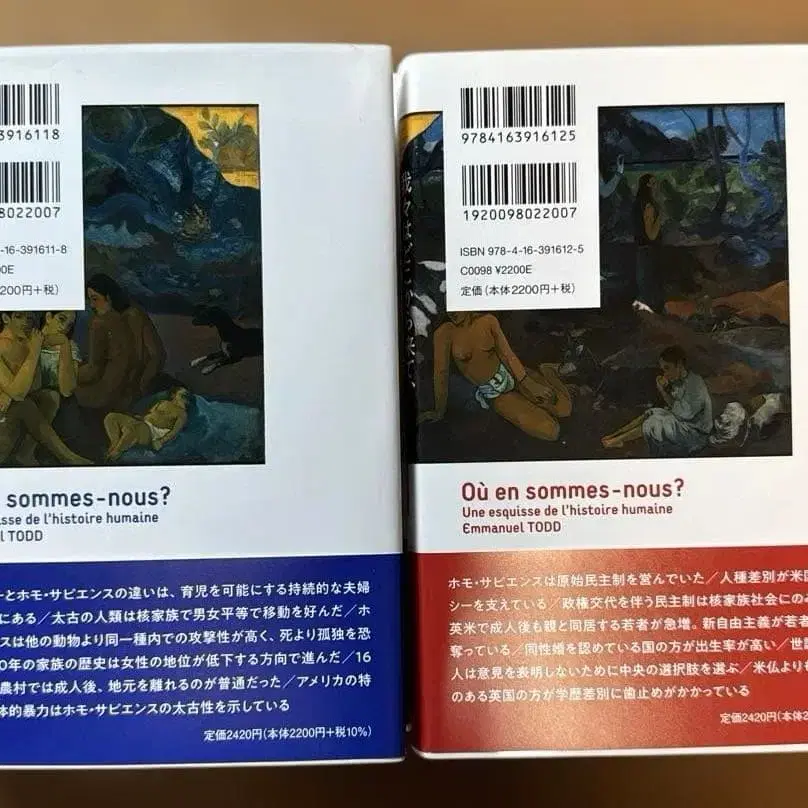 3916118
8022007
-16-391611-8
00E
200円+税)
sommes-nous?
isse de l'histoire humaine
l TODD
ーとホモ・サピエンスの違いは、育児を可能にする持続的な夫婦
にある／太古の人類は核家族で男女平等で移動を好んだ／ホ
スは他の動物より同一種内での攻撃性が高く、死より孤独を恐
0年の家族の歴史は女性の地位が低下する方向で進んだ／16
農村では成人後、地元を離れるのが普通だった／アメリカの特
体的暴力はホモ・サピエンスの太古性を示している
定価2420円(本体2200円+税10%)
9784163916125
1920098022007
ISBN 978-4-16-391612-5
C0098 ¥2200E
定価(本体2200円+税)
Où en sommes-nous?
Une esquisse de l'histoire humaine
Emmanuel TODD
ホモ・サピエンスは原始民主制を営んでいた／人種差別が米国
シーを支えている／政権交代を伴う民主制は核家族社会にのみ
英米で成人後も親と同居する若者が急増。新自由主義が若者
奪っている／同性婚を認めている国の方が出生率が高い／世論
人は意見を表明しないために中央の選択肢を選ぶ／米仏よりも
のある英国の方が学歴差別に歯止めがかかっている
定価2420円(本体2200円+税